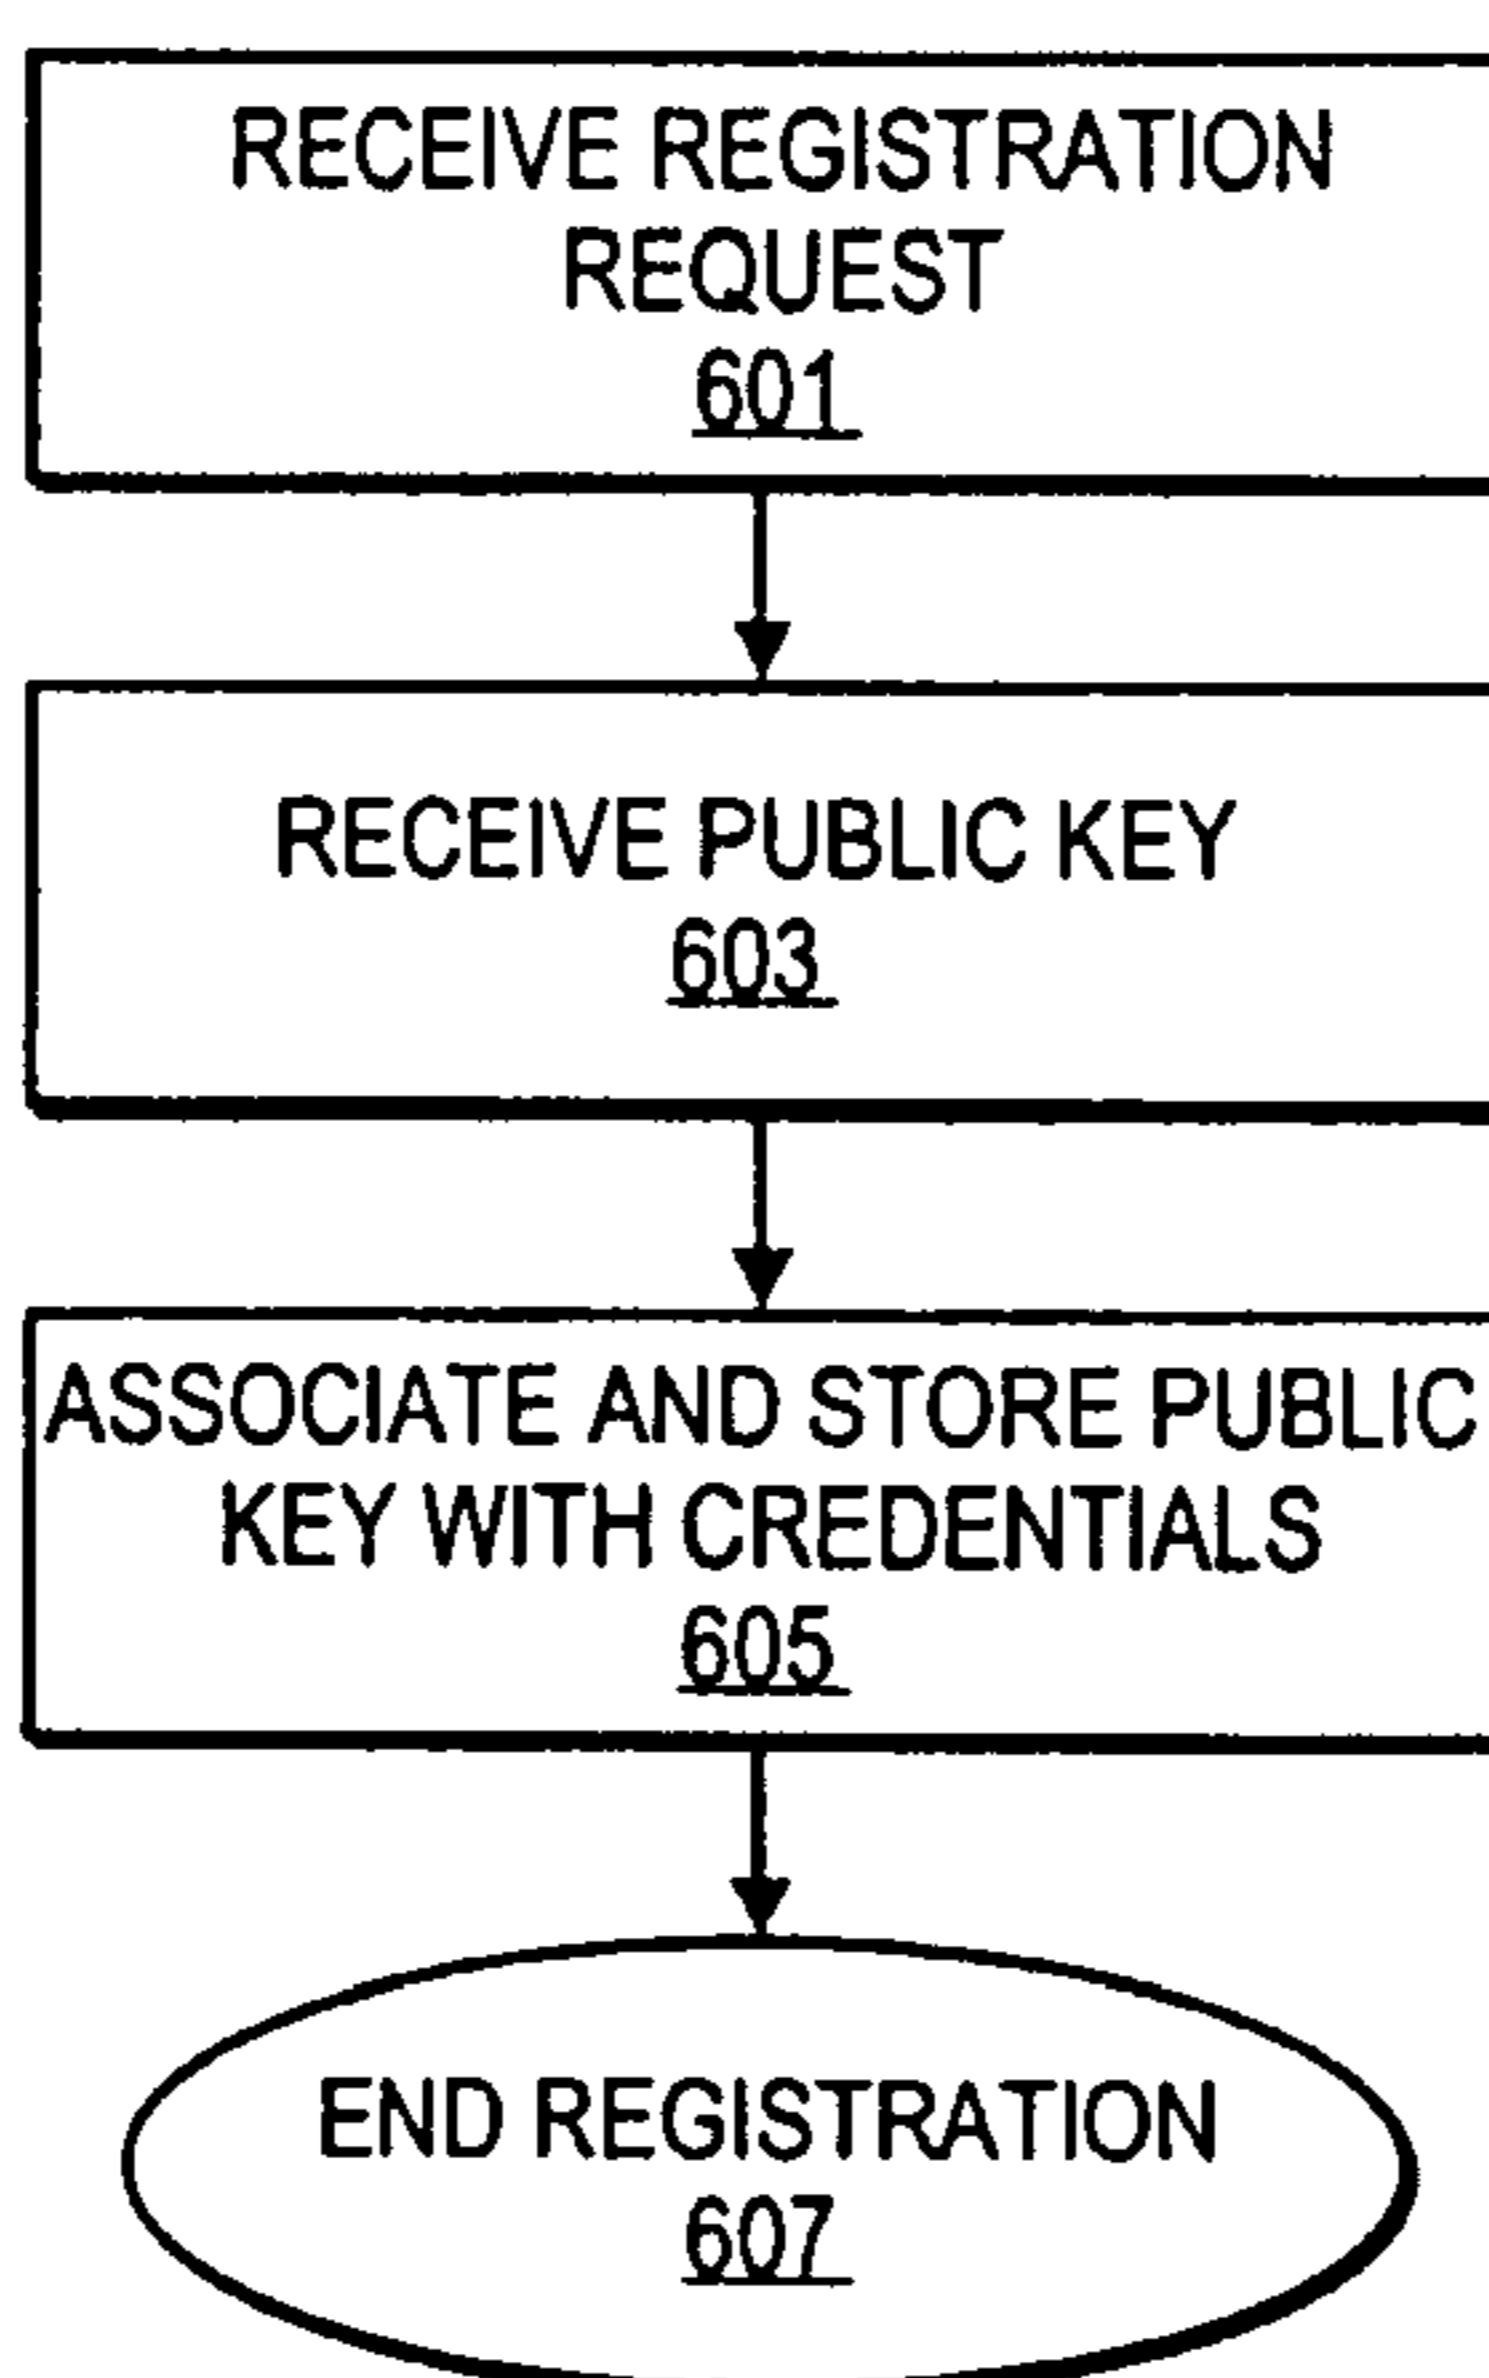 RECEIVE REGISTRATION
REQUEST
601
RECEIVE PUBLIC KEY
603
ASSOCIATE AND STORE PUBLIC
KEY WITH CREDENTIALS
605
END REGISTRATION
607